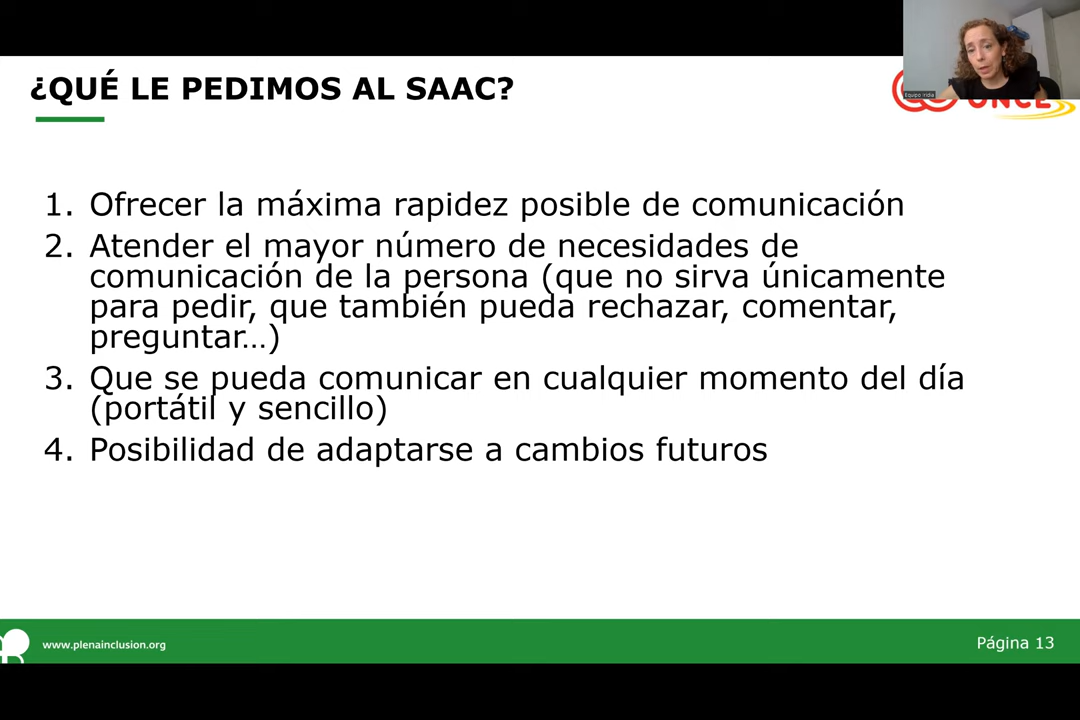 ¿QUÉ LE PEDIMOS AL SAAC?
Equipo Iridia
ONCE
1. Ofrecer la máxima rapidez posible de comunicación
2. Atender el mayor número de necesidades de
comunicación de la persona (que no sirva únicamente
para pedir, que también pueda rechazar, comentar,
preguntar…)
3. Que se pueda comunicar en cualquier momento del día
(portátil y sencillo)
4. Posibilidad de adaptarse a cambios futuros
www.plenainclusion.org
Página 13